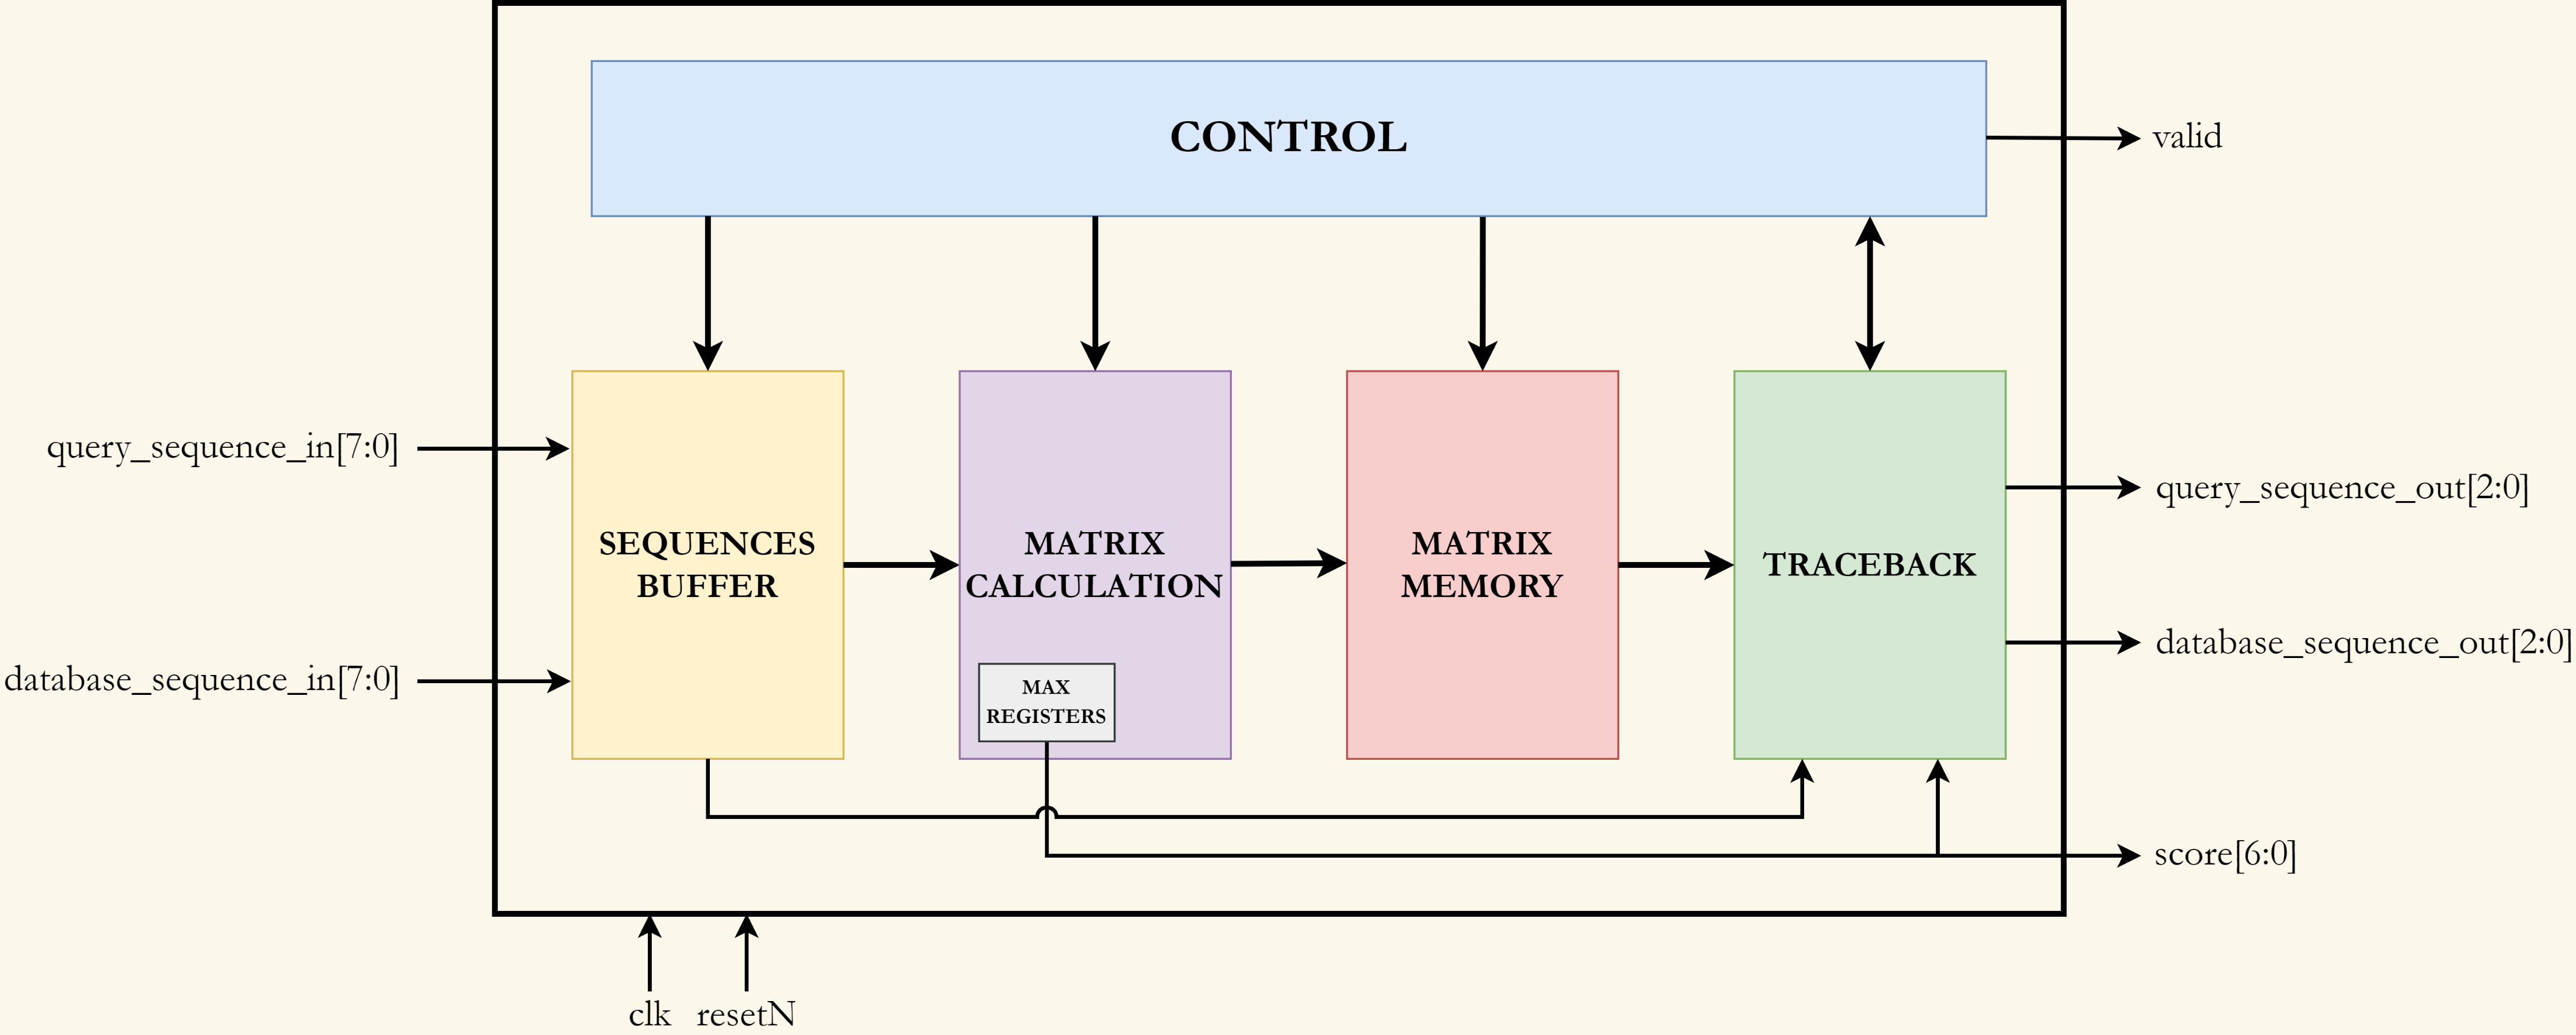 CONTROL
valid
query_sequence_in[7:0]
database_sequence_in[7:0]
SEQUENCES
BUFFER
MATRIX
CALCULATION
MAX
REGISTERS
MATRIX
MEMORY
TRACEBACK
query_sequence_out[2:0]
database_sequence_out[2:0]
score[6:0]
clk
resetN